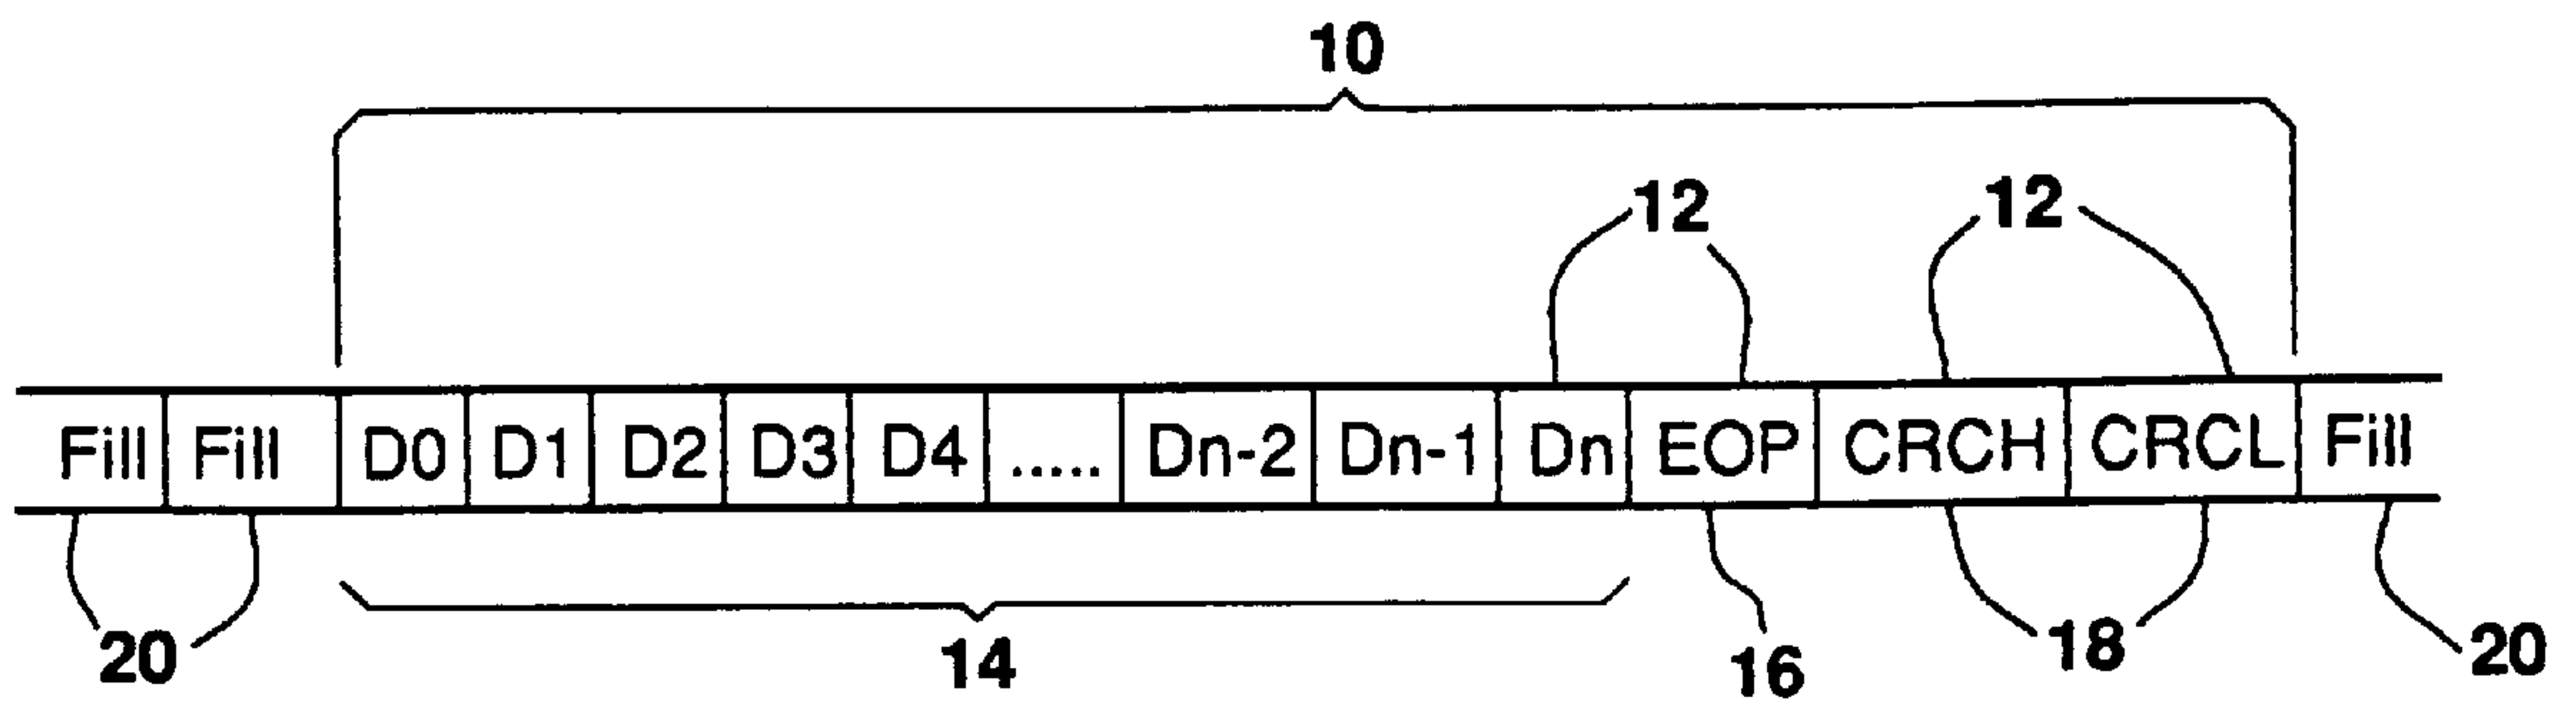 10
12 12
Fill Fill D0 D1 D2 D3 D4 ..... Dn-2 Dn-1 Dn EOP CRCH CRCL Fill
20 14 16 18 20